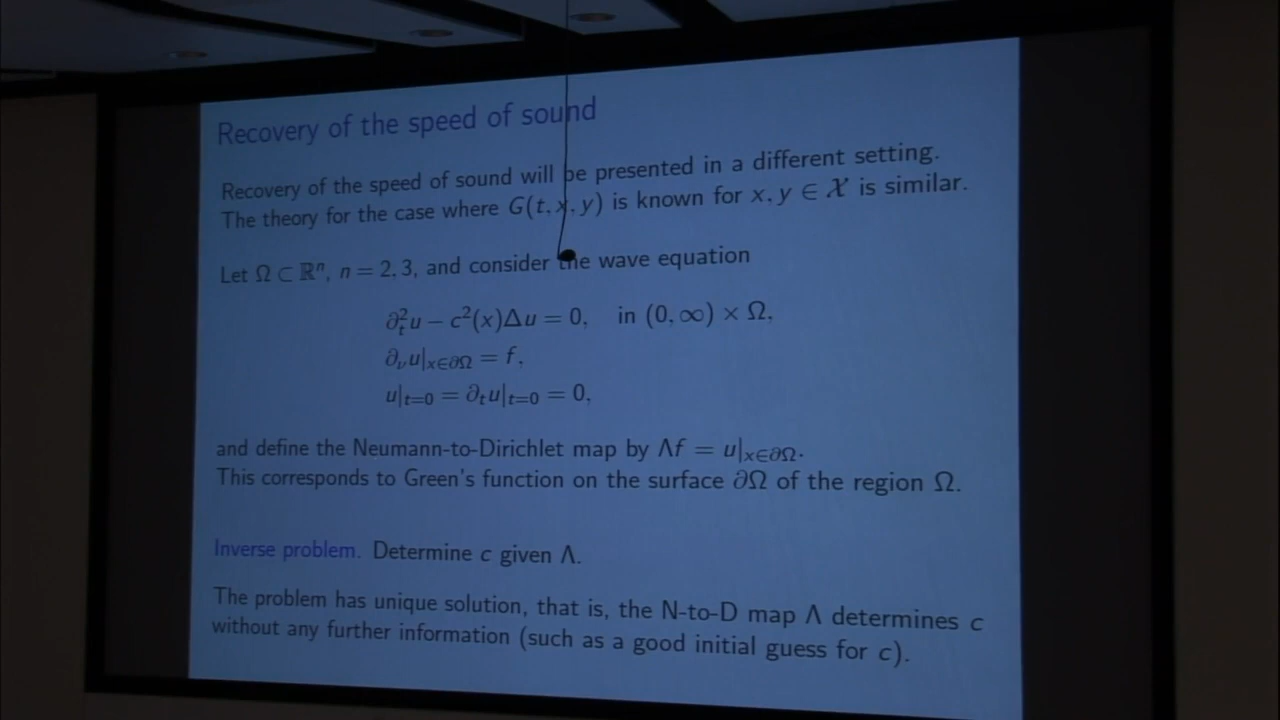 Recovery of the speed of sound
Recovery of the speed of sound will be presented in a different setting.
The theory for the case where G(t, x, y) is known for x, y ∈ 𝒳 is similar.
Let Ω ⊂ ℝⁿ, n = 2, 3, and consider the wave equation
∂ₜ²u − c²(x)Δu = 0, in (0, ∞) × Ω,
∂_νu|_{x∈∂Ω} = f,
u|_{t=0} = ∂ₜu|_{t=0} = 0,
and define the Neumann-to-Dirichlet map by Λf = u|_{x∈∂Ω}.
This corresponds to Green's function on the surface ∂Ω of the region Ω.
Inverse problem. Determine c given Λ.
The problem has unique solution, that is, the N-to-D map Λ determines c
without any further information (such as a good initial guess for c).